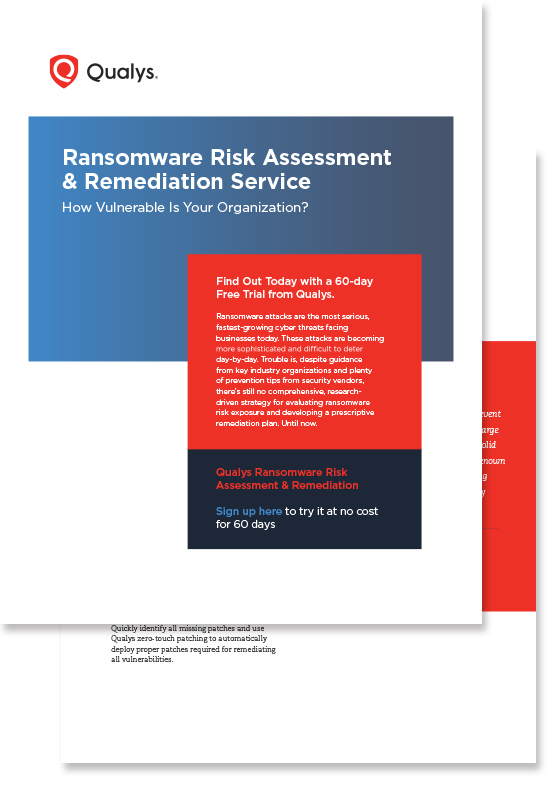 Qualys.
Ransomware Risk Assessment
& Remediation Service
How Vulnerable Is Your Organization?
Find Out Today with a 60-day
Free Trial from Qualys.
Ransomware attacks are the most serious,
fastest-growing cyber threats facing
businesses today. These attacks are becoming
more sophisticated and difficult to deter
day-by-day. Trouble is, despite guidance
from key industry organizations and plenty
of prevention tips from security vendors,
there's still no comprehensive, research-
driven strategy for evaluating ransomware
risk exposure and developing a prescriptive
remediation plan. Until now.
Qualys Ransomware Risk
Assessment & Remediation
Sign up here to try it at no cost
for 60 days
Quickly identify all missing patches and use
Qualys zero-touch patching to automatically
deploy proper patches required for remediating
all vulnerabilities.